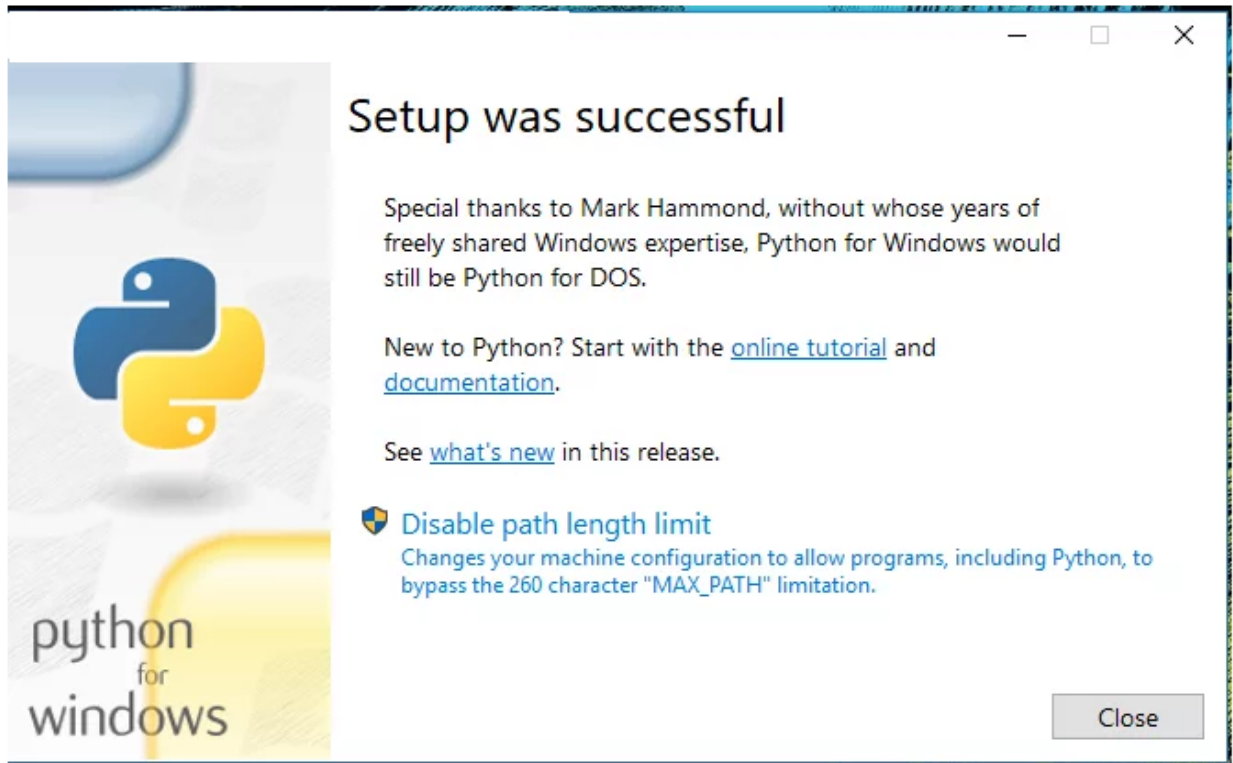 Setup was successful
Special thanks to Mark Hammond, without whose years of
freely shared Windows expertise, Python for Windows would
still be Python for DOS.
New to Python? Start with the online tutorial and
documentation.
See what's new in this release.
Disable path length limit
Changes your machine configuration to allow programs, including Python, to
bypass the 260 character "MAX_PATH" limitation.
python
for
windows
Close